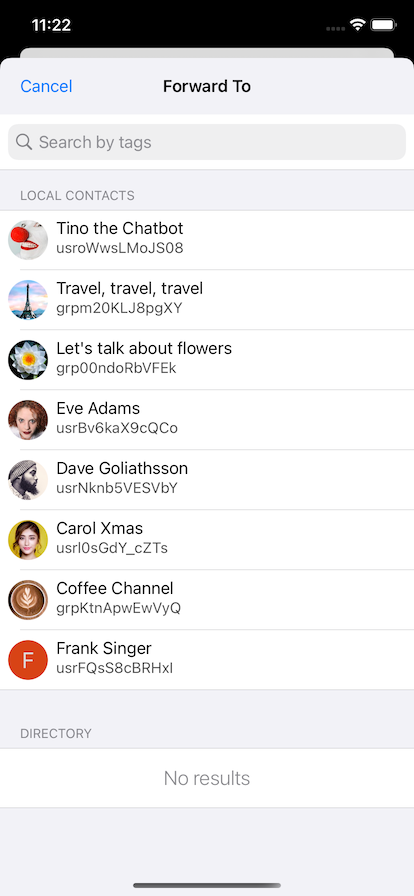 11:22
Cancel
Forward To
Search by tags
LOCAL CONTACTS
Tino the Chatbot
usroWwsLMoJS08
Travel, travel, travel
grpm20KLJ8pgXY
Let's talk about flowers
grp00ndoRbVFEk
Eve Adams
usrBv6kaX9cQCo
Dave Goliathsson
usrNknb5VESVbY
Carol Xmas
usrl0sGdY_cZTs
Coffee Channel
grpKtnApwEwVyQ
F
Frank Singer
usrFQsS8cBRHxI
DIRECTORY
No results